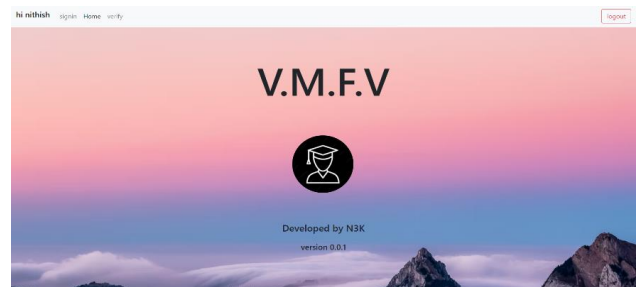 hi nithish signin Home verify logout
V.M.F.V
Developed by N3K
version 0.0.1